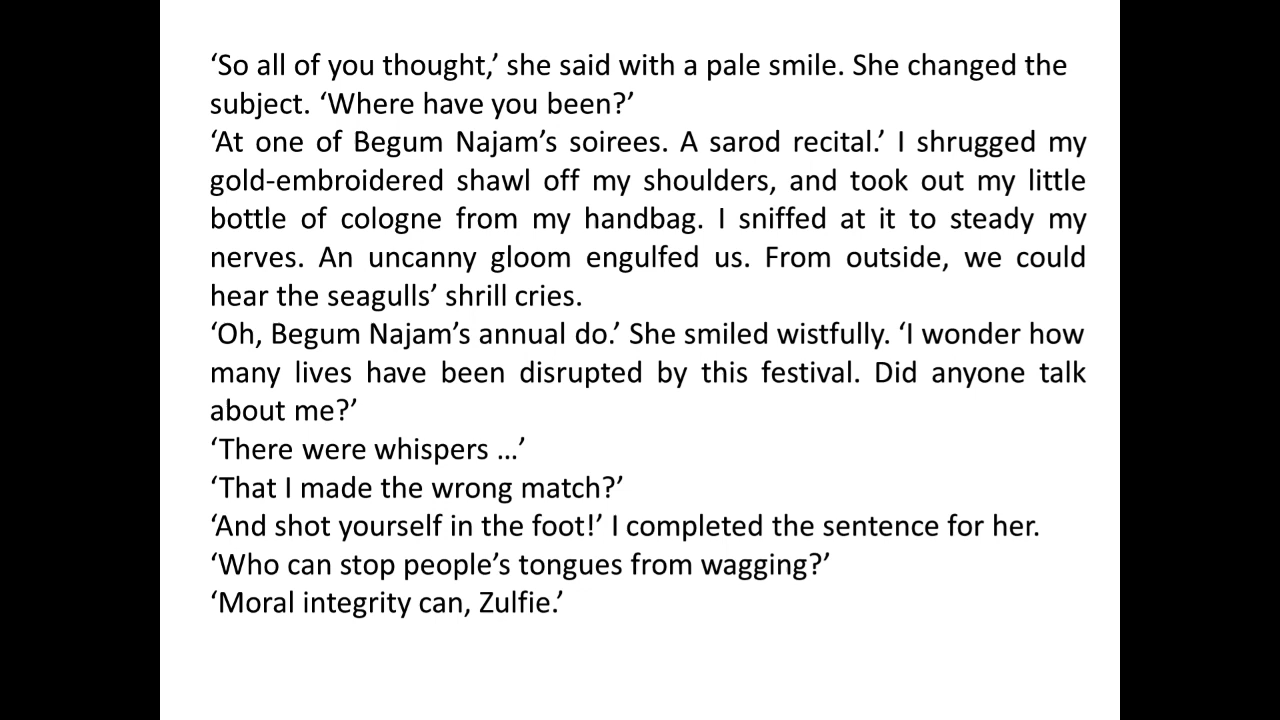 ‘So all of you thought,’ she said with a pale smile. She changed the
subject. ‘Where have you been?’
‘At one of Begum Najam’s soirees. A sarod recital.’ I shrugged my
gold-embroidered shawl off my shoulders, and took out my little
bottle of cologne from my handbag. I sniffed at it to steady my
nerves. An uncanny gloom engulfed us. From outside, we could
hear the seagulls’ shrill cries.
‘Oh, Begum Najam’s annual do.’ She smiled wistfully. ‘I wonder how
many lives have been disrupted by this festival. Did anyone talk
about me?’
‘There were whispers …’
‘That I made the wrong match?’
‘And shot yourself in the foot!’ I completed the sentence for her.
‘Who can stop people’s tongues from wagging?’
‘Moral integrity can, Zulfie.’